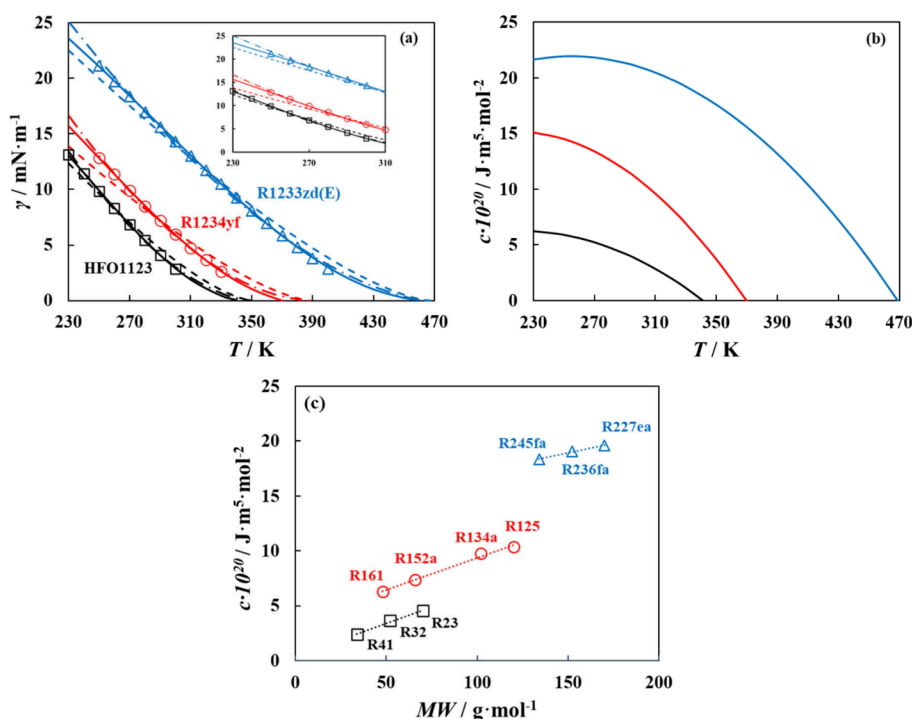 25
20
15
10
5
0
230
270
310
350
390
430
470
γ / mN·m⁻¹
T / K
(a)
25
20
15
10
5
0
230
270
310
R1233zd(E)
R1234yf
HFO1123
25
20
15
10
5
0
230
270
310
350
390
430
470
c·10²⁰ / J·m⁵·mol⁻²
T / K
(b)
25
20
15
10
5
0
0
50
100
150
200
c·10²⁰ / J·m⁵·mol⁻²
MW / g·mol⁻¹
(c)
R245fa
R227ea
R236fa
R125
R134a
R152a
R161
R23
R32
R41